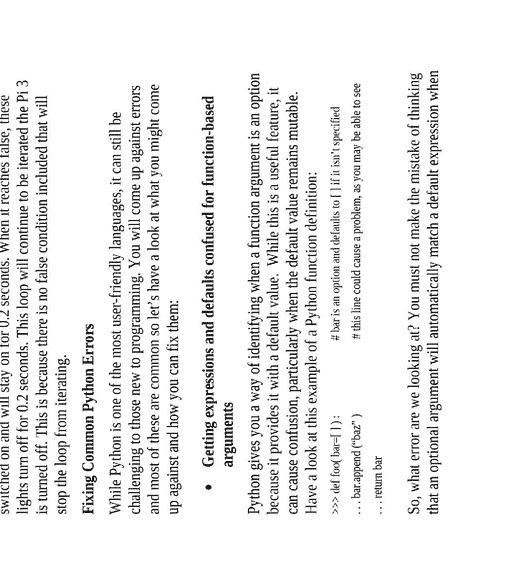 switched on and will stay on for 0.2 seconds. When it reaches false, these
lights turn off for 0.2 seconds. This loop will continue to be iterated the Pi 3
is turned off. This is because there is no false condition included that will
stop the loop from iterating.
Fixing Common Python Errors
While Python is one of the most user-friendly languages, it can still be
challenging to those new to programming. You will come up against errors
and most of these are common so let's have a look at what you might come
up against and how you can fix them:
• Getting expressions and defaults confused for function-based
arguments
Python gives you a way of identifying when a function argument is an option
because it provides it with a default value. While this is a useful feature, it
can cause confusion, particularly when the default value remains mutable.
Have a look at this example of a Python function definition:
>>> def foo( bar=[ ] ) : # bar is an option and defaults to [ ] if it isn't specified
. . . bar.append (“baz”) # this line could cause a problem, as you may be able to see
. . . return bar
So, what error are we looking at? You must not make the mistake of thinking
that an optional argument will automatically match a default expression when